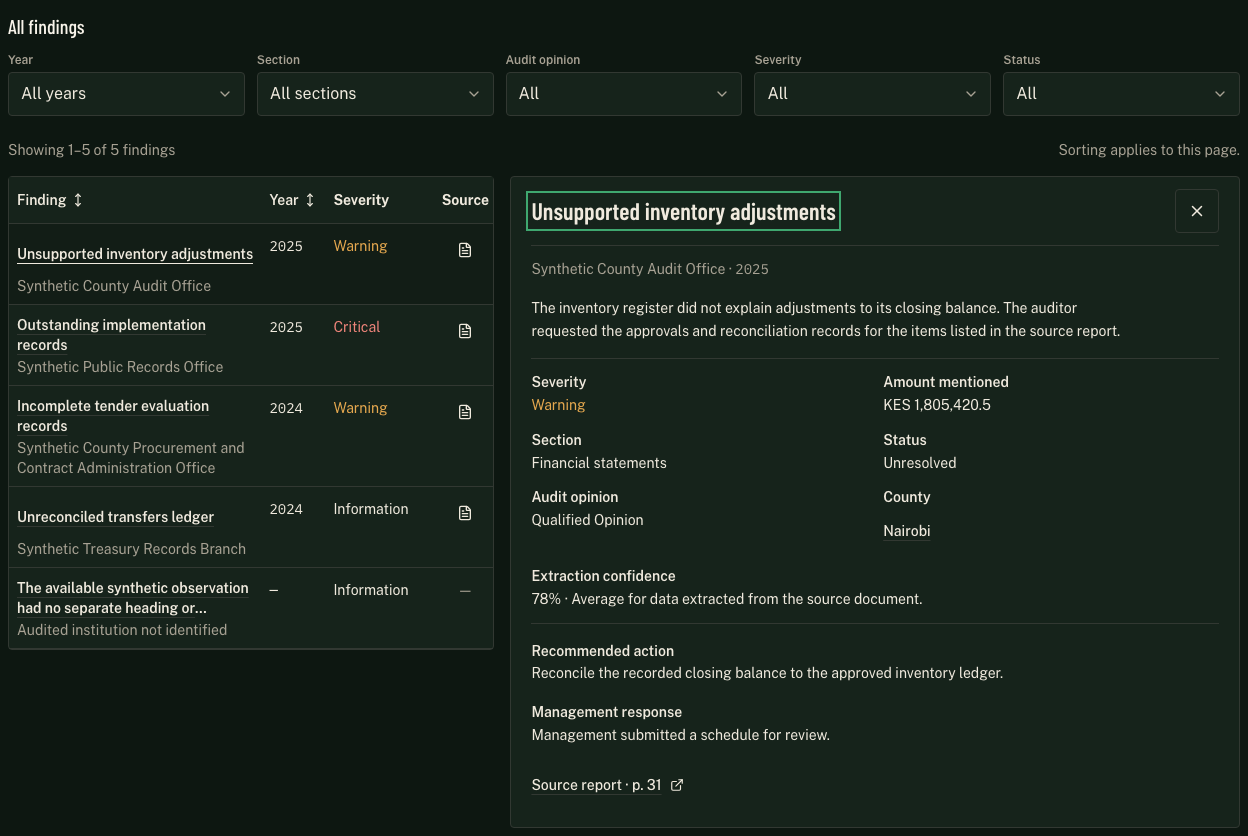 All findings
Year
Section
Audit opinion
Severity
Status
All years
All sections
All
All
All
Showing 1–5 of 5 findings
Sorting applies to this page.
Finding
Year
Severity
Source
Unsupported inventory adjustments
2025
Warning
Synthetic County Audit Office
Outstanding implementation
records
2025
Critical
Synthetic Public Records Office
Incomplete tender evaluation
records
2024
Warning
Synthetic County Procurement and
Contract Administration Office
Unreconciled transfers ledger
2024
Information
Synthetic Treasury Records Branch
The available synthetic observation
had no separate heading or…
–
Information
—
Audited institution not identified
Unsupported inventory adjustments
Synthetic County Audit Office · 2025
The inventory register did not explain adjustments to its closing balance. The auditor
requested the approvals and reconciliation records for the items listed in the source report.
Severity
Warning
Amount mentioned
KES 1,805,420.5
Section
Financial statements
Status
Unresolved
Audit opinion
Qualified Opinion
County
Nairobi
Extraction confidence
78% · Average for data extracted from the source document.
Recommended action
Reconcile the recorded closing balance to the approved inventory ledger.
Management response
Management submitted a schedule for review.
Source report · p. 31